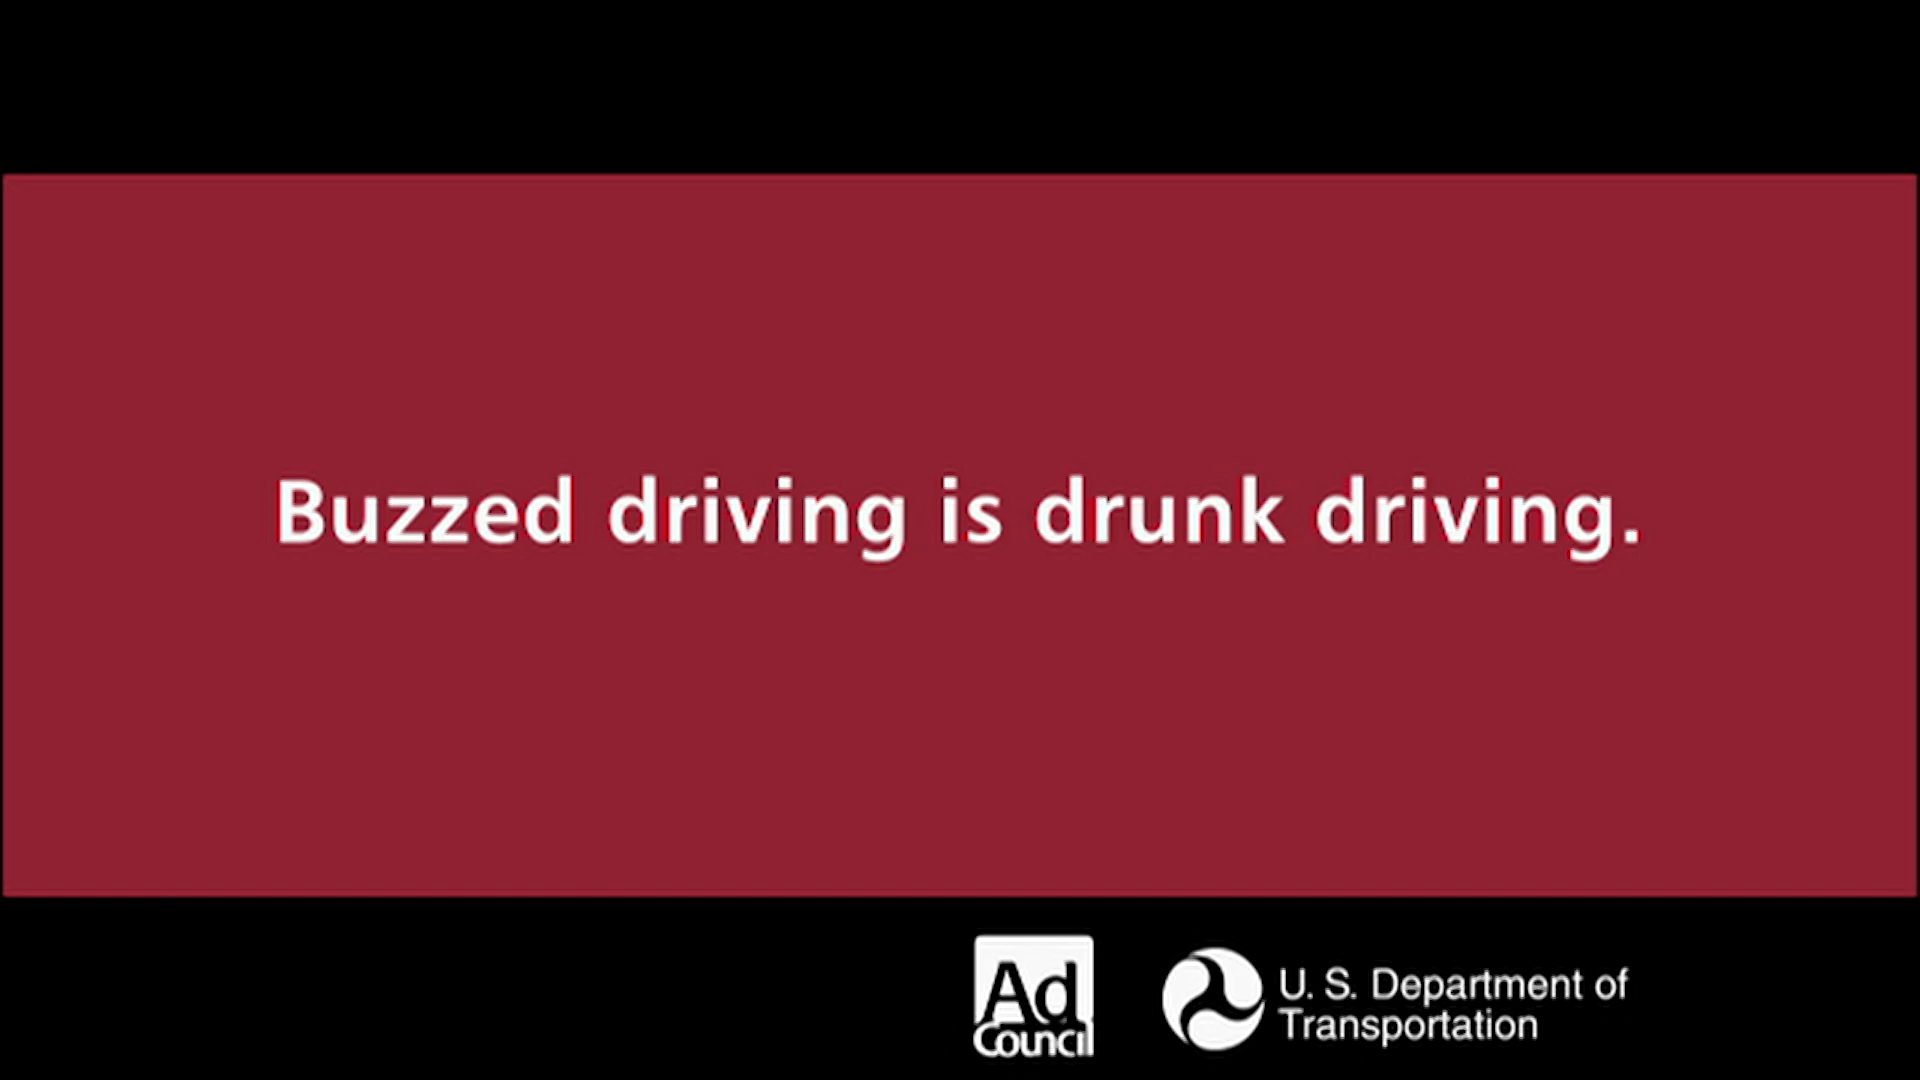 Buzzed driving is drunk driving.
Ad
Council
U. S. Department of
Transportation